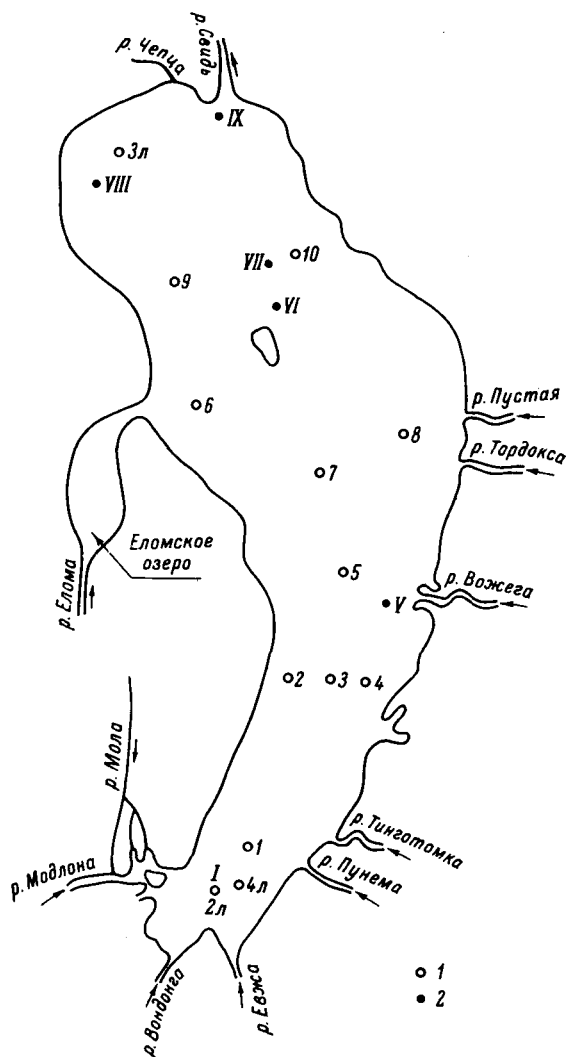 р. Чепца
р. Свидь
IX
3л
VIII
VII
10
9
VI
р. Пустая
6
8
р. Тордокса
7
Еломское
озеро
5
р. Вожега
V
р. Елома
2
3
4
р. Мола
р. Тинготомка
1
р. Модлона
I
4л
р. Пунема
2л
1
2
р. Вондонга
р. Евжа